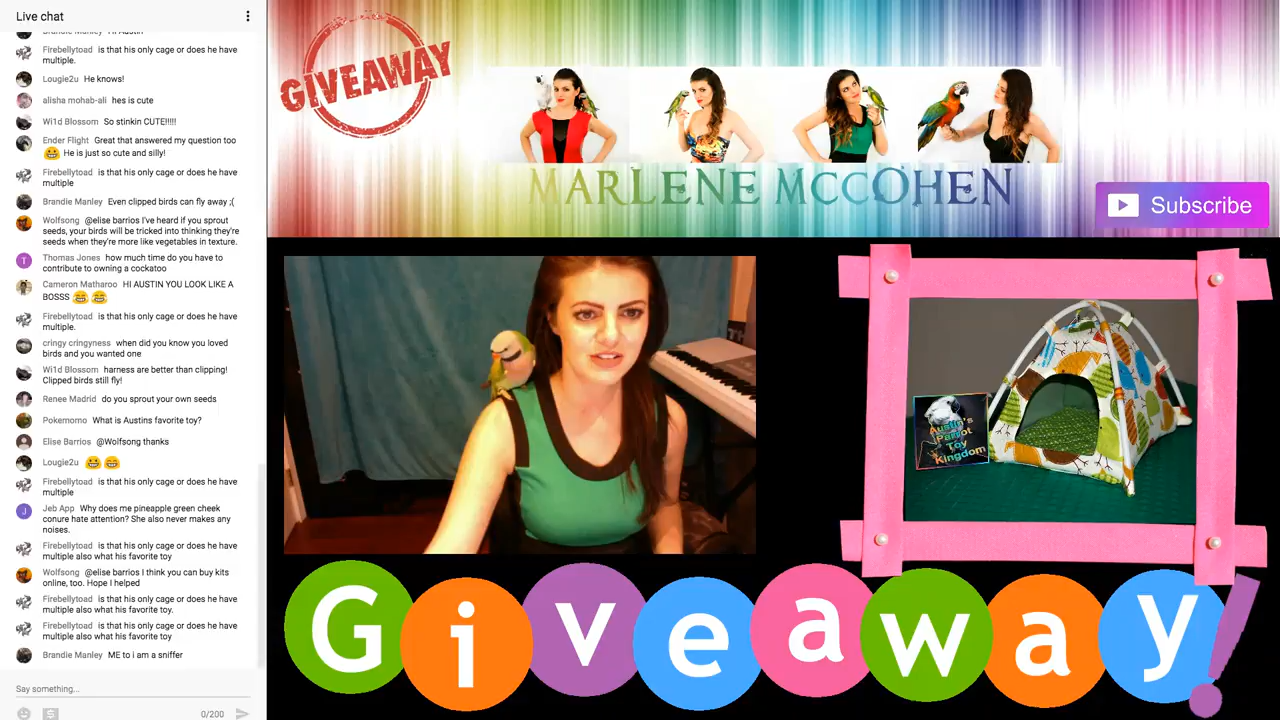 Live chat
Brandie Manley Hi Austin
Firebellytoad is that his only cage or does he have
multiple.
Lougie2u He knows!
alisha mohab-ali hes is cute
Wi1d Blossom So stinkin CUTE!!!!!
Ender Flight Great that answered my question too
He is just so cute and silly!
Firebellytoad is that his only cage or does he have
multiple
Brandie Manley Even clipped birds can fly away ;(
Wolfsong @elise barrios I've heard if you sprout
seeds, your birds will be tricked into thinking they're
seeds when they're more like vegetables in texture.
T Thomas Jones how much time do you have to
contribute to owning a cockatoo
Cameron Matharoo HI AUSTIN YOU LOOK LIKE A
BOSSS
Firebellytoad is that his only cage or does he have
multiple.
cringy cringyness when did you know you loved
birds and you wanted one
Wi1d Blossom harness are better than clipping!
Clipped birds still fly!
Renee Madrid do you sprout your own seeds
Pokemomo What is Austins favorite toy?
Elise Barrios @Wolfsong thanks
Lougie2u
Firebellytoad is that his only cage or does he have
multiple
J Jeb App Why does me pineapple green cheek
conure hate attention? She also never makes any
noises.
Firebellytoad is that his only cage or does he have
multiple also what his favorite toy
Wolfsong @elise barrios I think you can buy kits
online, too. Hope I helped
Firebellytoad is that his only cage or does he have
multiple also what his favorite toy.
Firebellytoad is that his only cage or does he have
multiple also what his favorite toy
Brandie Manley ME to i am a sniffer
Say something...
0/200
GIVEAWAY
MARLENE MCCOHEN
Subscribe
Austin's
Parrot
Toy
Kingdom
Giveaway!